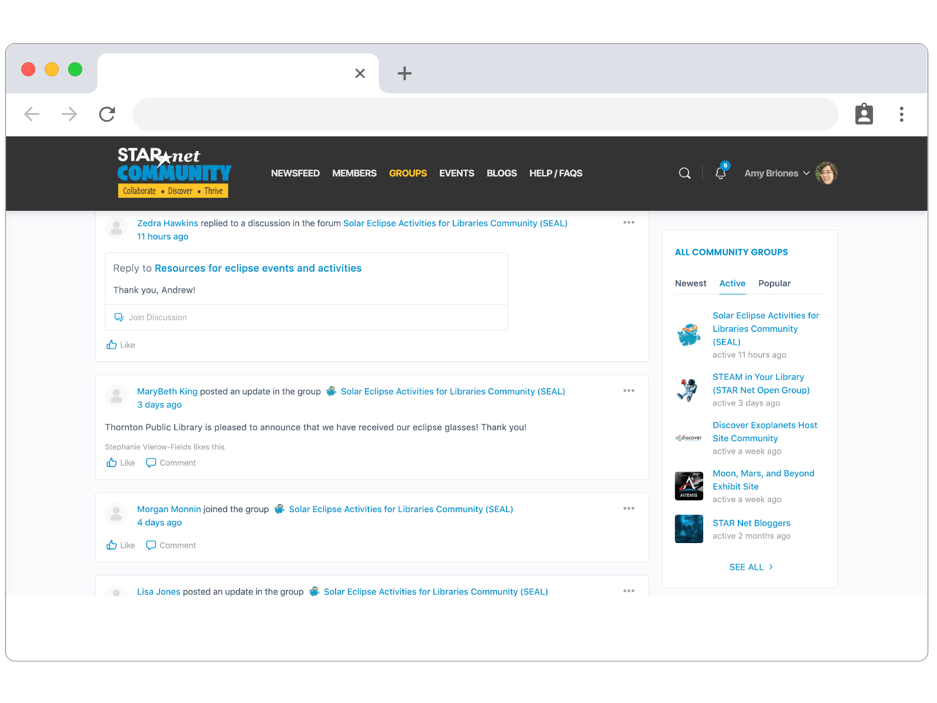 STAR net
COMMUNITY
Collaborate • Discover • Thrive
NEWSFEED MEMBERS GROUPS EVENTS BLOGS HELP / FAQS
6
Amy Briones
Zedra Hawkins replied to a discussion in the forum Solar Eclipse Activities for Libraries Community (SEAL)
11 hours ago
Reply to Resources for eclipse events and activities
Thank you, Andrew!
Join Discussion
Like
MaryBeth King posted an update in the group Solar Eclipse Activities for Libraries Community (SEAL)
3 days ago
Thornton Public Library is pleased to announce that we have received our eclipse glasses! Thank you!
Stephanie Vierow-Fields likes this
Like Comment
Morgan Monnin joined the group Solar Eclipse Activities for Libraries Community (SEAL)
4 days ago
Like Comment
Lisa Jones posted an update in the group Solar Eclipse Activities for Libraries Community (SEAL)
ALL COMMUNITY GROUPS
Newest Active Popular
Solar Eclipse Activities for
Libraries Community
(SEAL)
active 11 hours ago
STEAM in Your Library
(STAR Net Open Group)
active 3 days ago
discover
Discover Exoplanets Host
Site Community
active a week ago
ARTEMIS
Moon, Mars, and Beyond
Exhibit Site
active a week ago
STAR Net Bloggers
active 2 months ago
SEE ALL